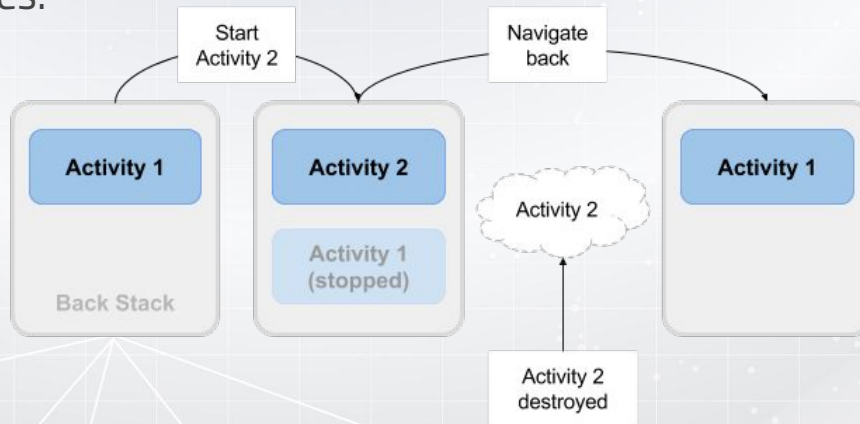 Start
Activity 2
Navigate
back
Activity 1
Back Stack
Activity 2
Activity 1
(stopped)
Activity 2
Activity 1
Activity 2
destroyed